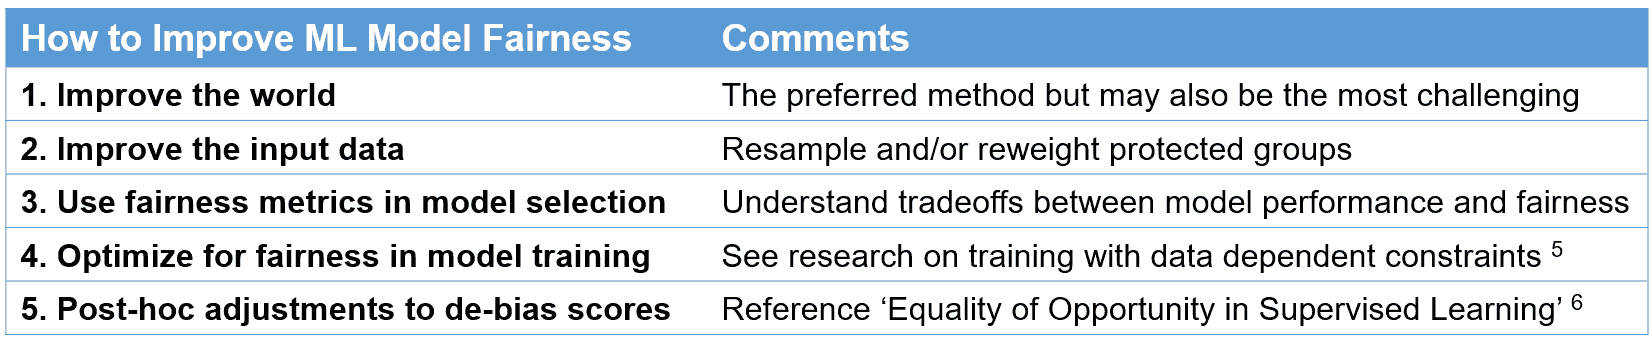 How to Improve ML Model Fairness Comments
1. Improve the world The preferred method but may also be the most challenging
2. Improve the input data Resample and/or reweight protected groups
3. Use fairness metrics in model selection Understand tradeoffs between model performance and fairness
4. Optimize for fairness in model training See research on training with data dependent constraints 5
5. Post-hoc adjustments to de-bias scores Reference ‘Equality of Opportunity in Supervised Learning’ 6